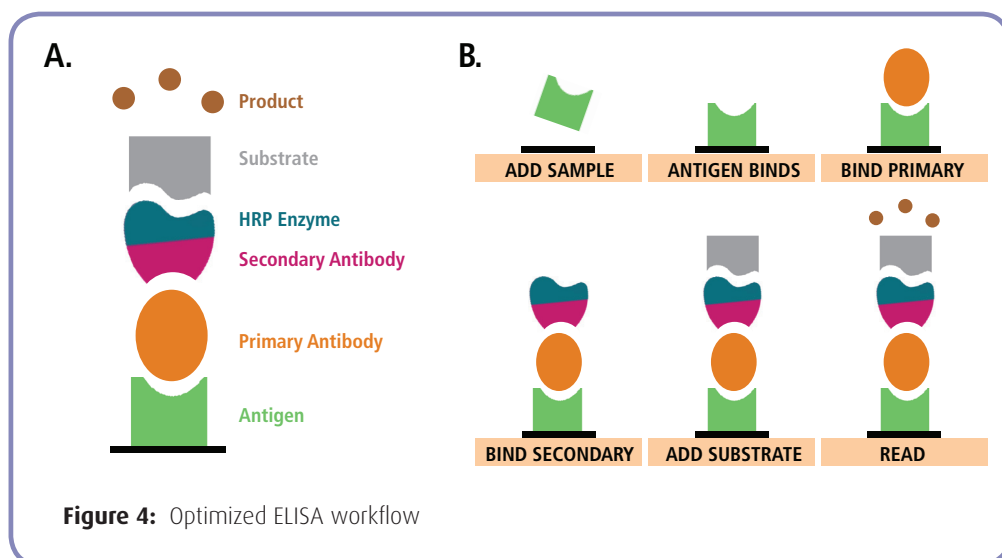 A.
Product
Substrate
HRP Enzyme
Secondary Antibody
Primary Antibody
Antigen
B.
ADD SAMPLE
ANTIGEN BINDS
BIND PRIMARY
BIND SECONDARY
ADD SUBSTRATE
READ
Figure 4: Optimized ELISA workflow